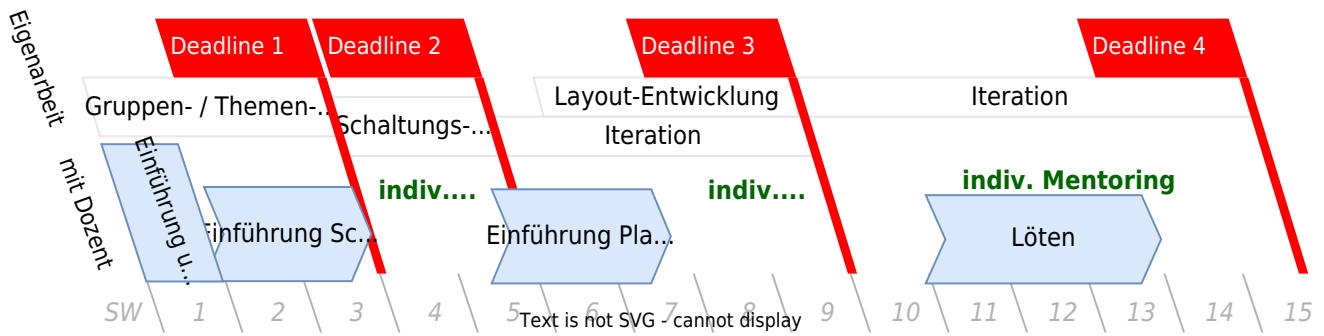 Eigenarbeit
Deadline 1
Deadline 2
Deadline 3
Deadline 4
Gruppen- / Themen-...
Schaltungs-...
Layout-Entwicklung
Iteration
Iteration
mit Dozent
Einführung u...
Einführung Sc...
indiv....
Einführung Pla...
indiv....
indiv. Mentoring
Löten
SW 1 2 3 4 5 6 7 8 9 10 11 12 13 14 15
Text is not SVG - cannot display